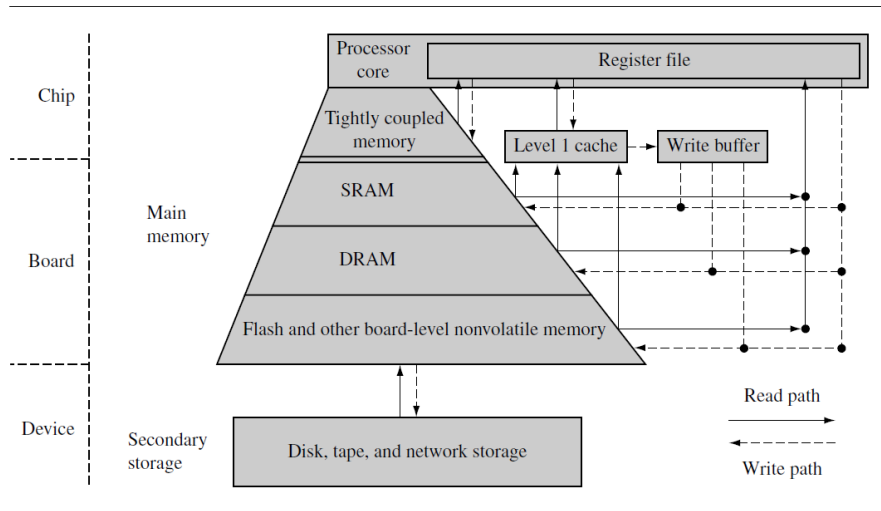 Processor
core
Register file
Chip
Tightly coupled
memory
Level 1 cache
Write buffer
SRAM
Main
memory
Board
DRAM
Flash and other board-level nonvolatile memory
Read path
Device
Secondary
storage
Disk, tape, and network storage
Write path